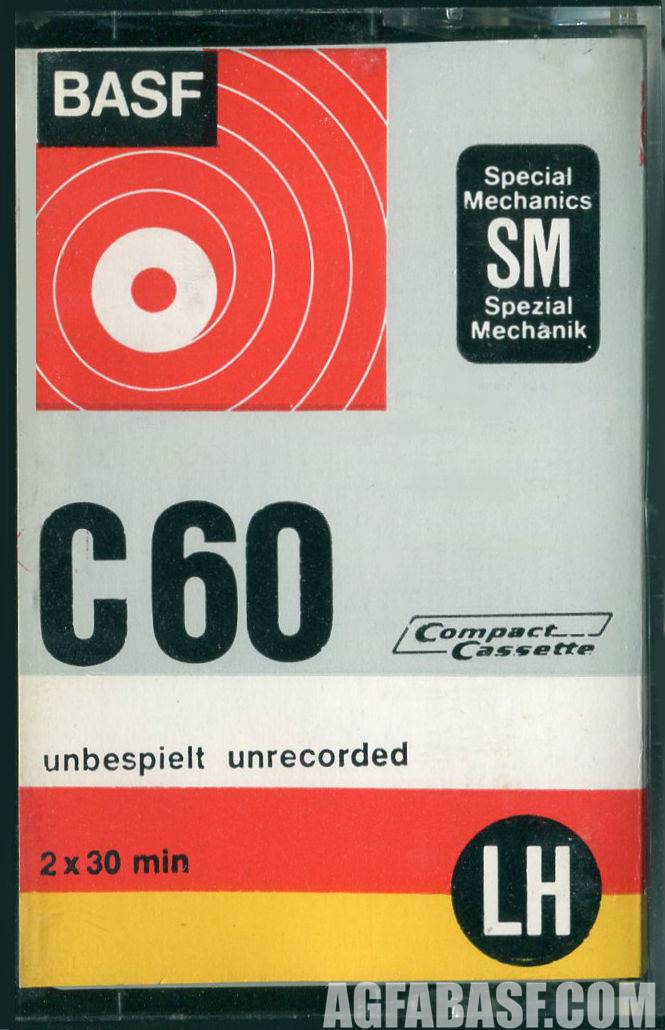 BASF
Special
Mechanics
SM
Spezial
Mechanik
C60
Compact
Cassette
unbespielt unrecorded
2 x 30 min
LH
AGFABASF.COM